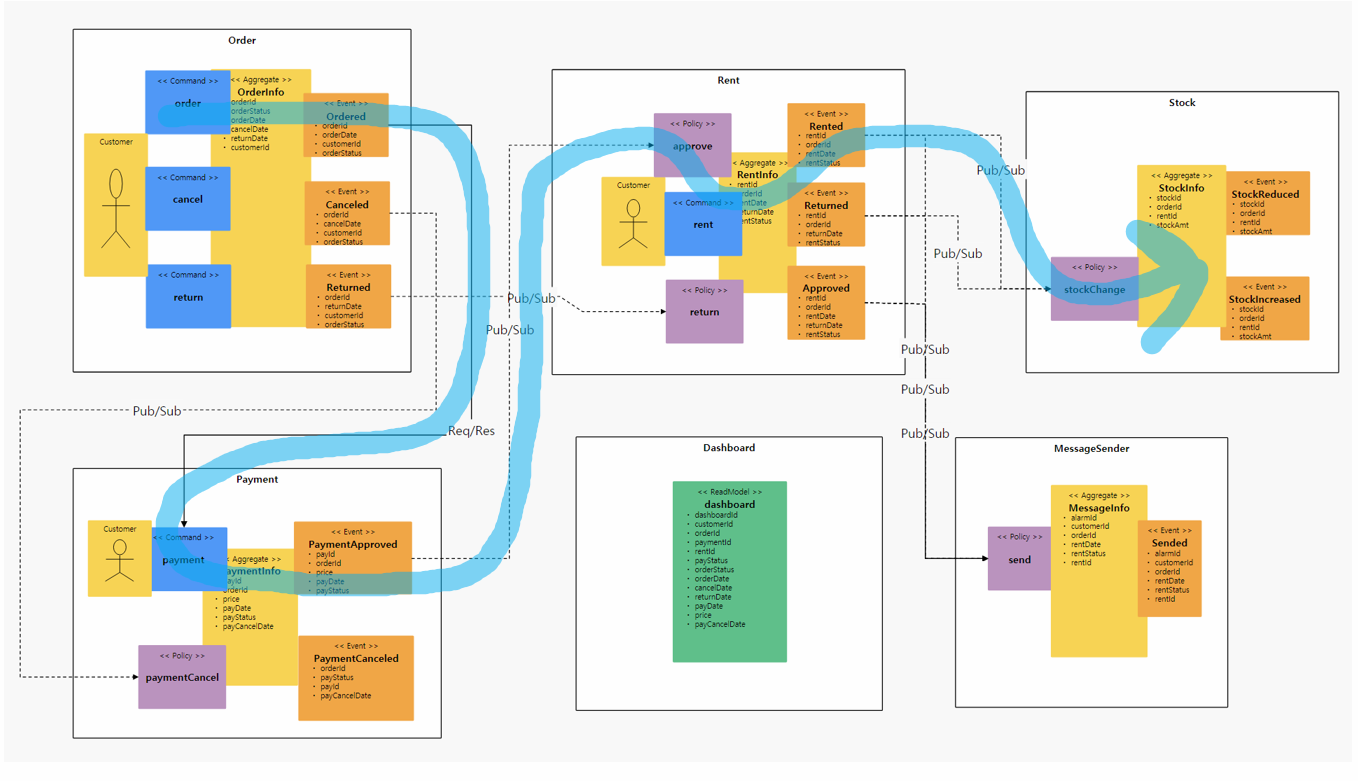 Order
<< Command >>
order
<< Aggregate >>
OrderInfo
orderId
orderStatus
orderDate
cancelDate
• returnDate
• customerId
<< Event >>
Ordered
• orderId
• orderDate
• customerId
• orderStatus
Customer
<< Command >>
cancel
<< Event >>
Canceled
• orderId
• cancelDate
• customerId
• orderStatus
<< Command >>
return
<< Event >>
Returned
• orderId
• returnDate
• customerId
• orderStatus
Rent
<< Policy >>
approve
<< Event >>
Rented
• rentId
• orderId
• rentDate
• rentStatus
<< Aggregate >>
RentInfo
• rentId
orderId
rentDate
returnDate
rentStatus
Customer
<< Command >>
rent
<< Event >>
Returned
• rentId
• orderId
• returnDate
• rentStatus
<< Policy >>
return
<< Event >>
Approved
• rentId
• orderId
• rentDate
• returnDate
• rentStatus
Stock
<< Aggregate >>
StockInfo
• stockId
• orderId
• rentId
• stockAmt
<< Event >>
StockReduced
• stockId
• orderId
• rentId
• stockAmt
<< Policy >>
stockChange
<< Event >>
StockIncreased
• stockId
• orderId
• rentId
• stockAmt
Pub/Sub
Pub/Sub
Pub/Sub
Pub/Sub
Pub/Sub
Pub/Sub
Pub/Sub
Pub/Sub
Req/Res
Payment
Customer
<< Command >>
payment
<< Aggregate >>
PaymentInfo
payId
orderId
• price
• payDate
• payStatus
• payCancelDate
<< Event >>
PaymentApproved
• payId
• orderId
• price
• payDate
• payStatus
<< Policy >>
paymentCancel
<< Event >>
PaymentCanceled
• orderId
• payStatus
• payId
• payCancelDate
Dashboard
<< ReadModel >>
dashboard
• dashboardId
• customerId
• orderId
• paymentId
• rentId
• payStatus
• orderStatus
• orderDate
• cancelDate
• returnDate
• payDate
• price
• payCancelDate
MessageSender
<< Policy >>
send
<< Aggregate >>
MessageInfo
• alarmId
• customerId
• orderId
• rentDate
• rentStatus
• rentId
<< Event >>
Sended
• alarmId
• customerId
• orderId
• rentDate
• rentStatus
• rentId